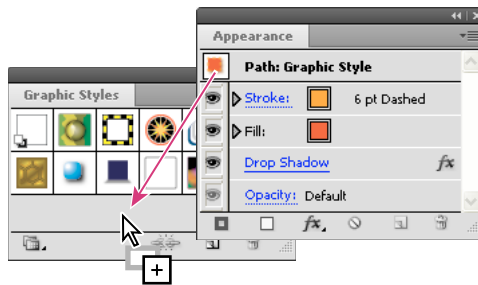 Appearance
Path: Graphic Style
Graphic Styles
Stroke: 6 pt Dashed
Fill:
Drop Shadow fx
Opacity: Default
fx